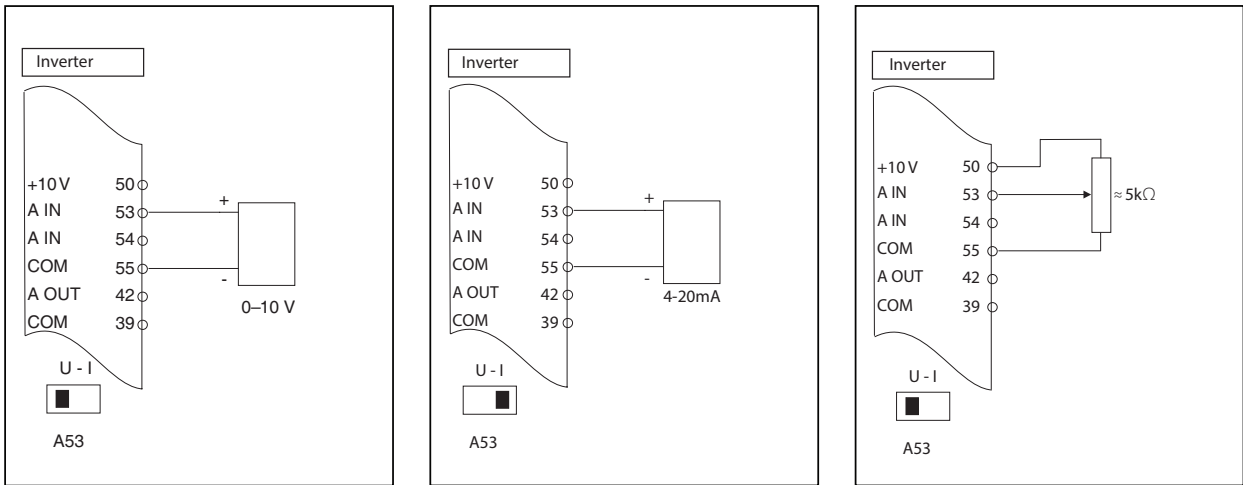 Inverter
+10 V 50
A IN 53 +
A IN 54
COM 55 -
A OUT 42 0–10 V
COM 39
U - I
A53
Inverter
+10 V 50
A IN 53 +
A IN 54
COM 55 -
A OUT 42 4-20mA
COM 39
U - I
A53
Inverter
+10 V 50
A IN 53 ≈ 5kΩ
A IN 54
COM 55
A OUT 42
COM 39
U - I
A53